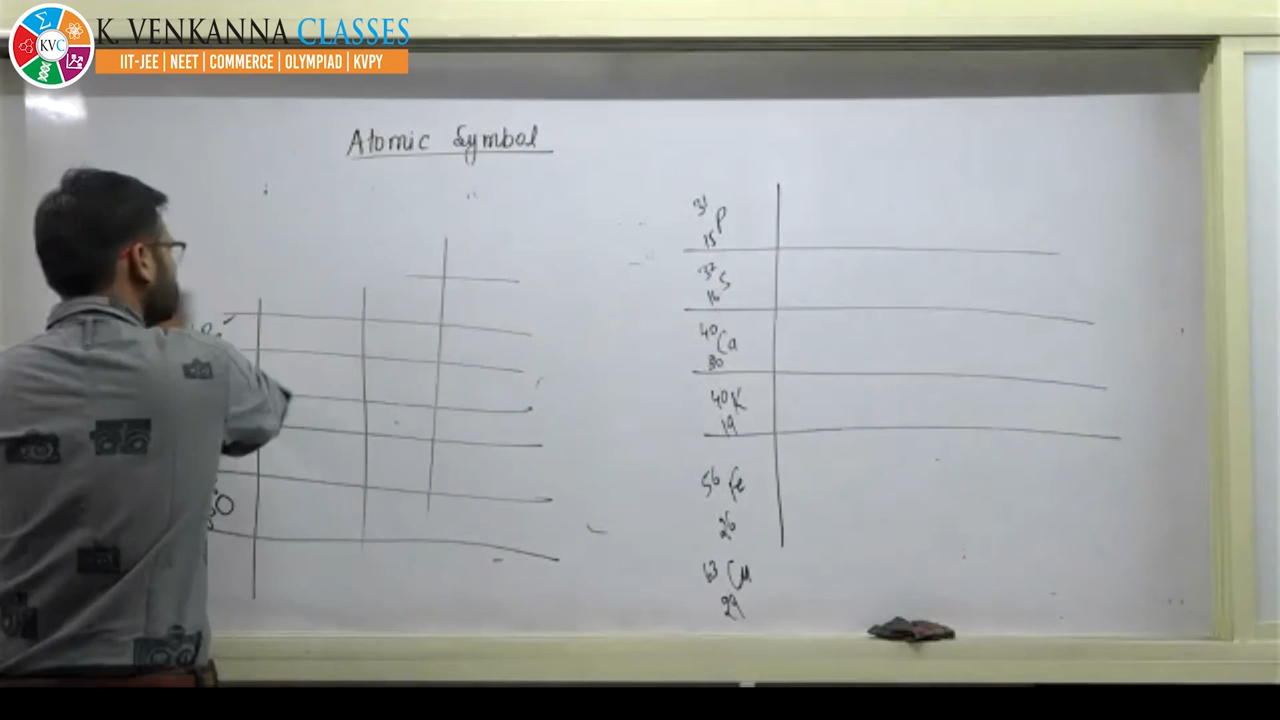 K. VENKANNA CLASSES
KVC
IIT-JEE | NEET | COMMERCE | OLYMPIAD | KVPY
Atomic Symbol
31
P
15
32
S
16
40
Ca
20
40
K
19
56 Fe
26
63 Cu
29
O